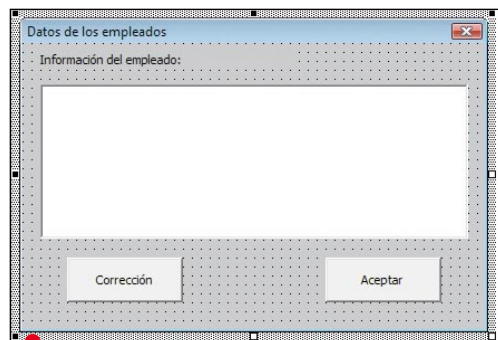 Datos de los empleados
Información del empleado:
Corrección
Aceptar